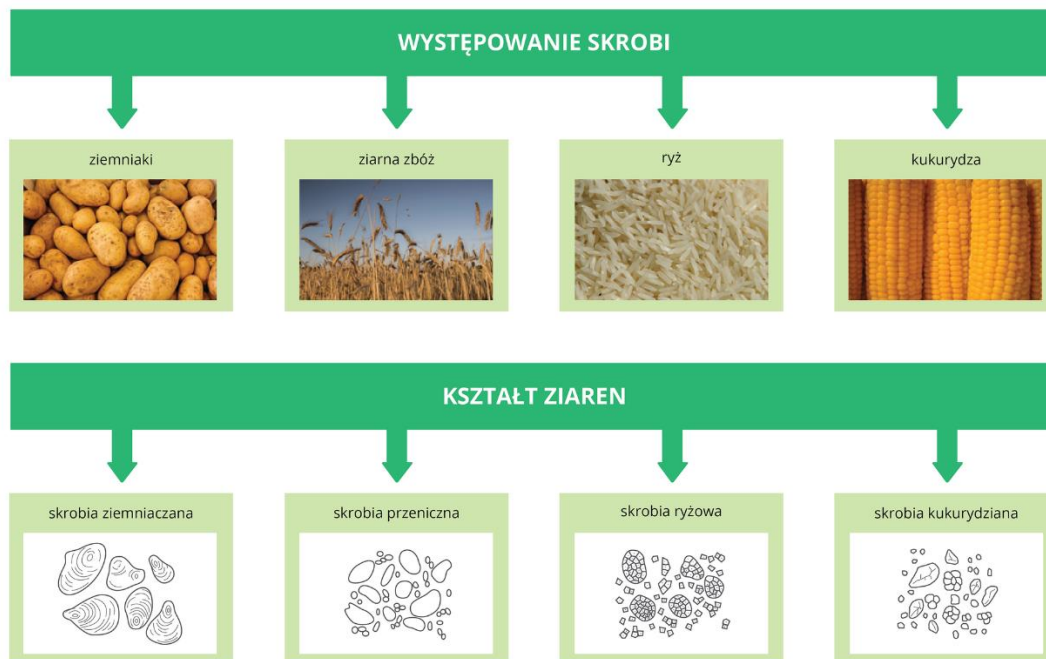 WYSTĘPOWANIE SKROBI
ziemniaki
ziarna zbóż
ryż
kukurydza
KSZTAŁT ZIAREN
skrobia ziemniaczana
skrobia przeniczna
skrobia ryżowa
skrobia kukurydziana